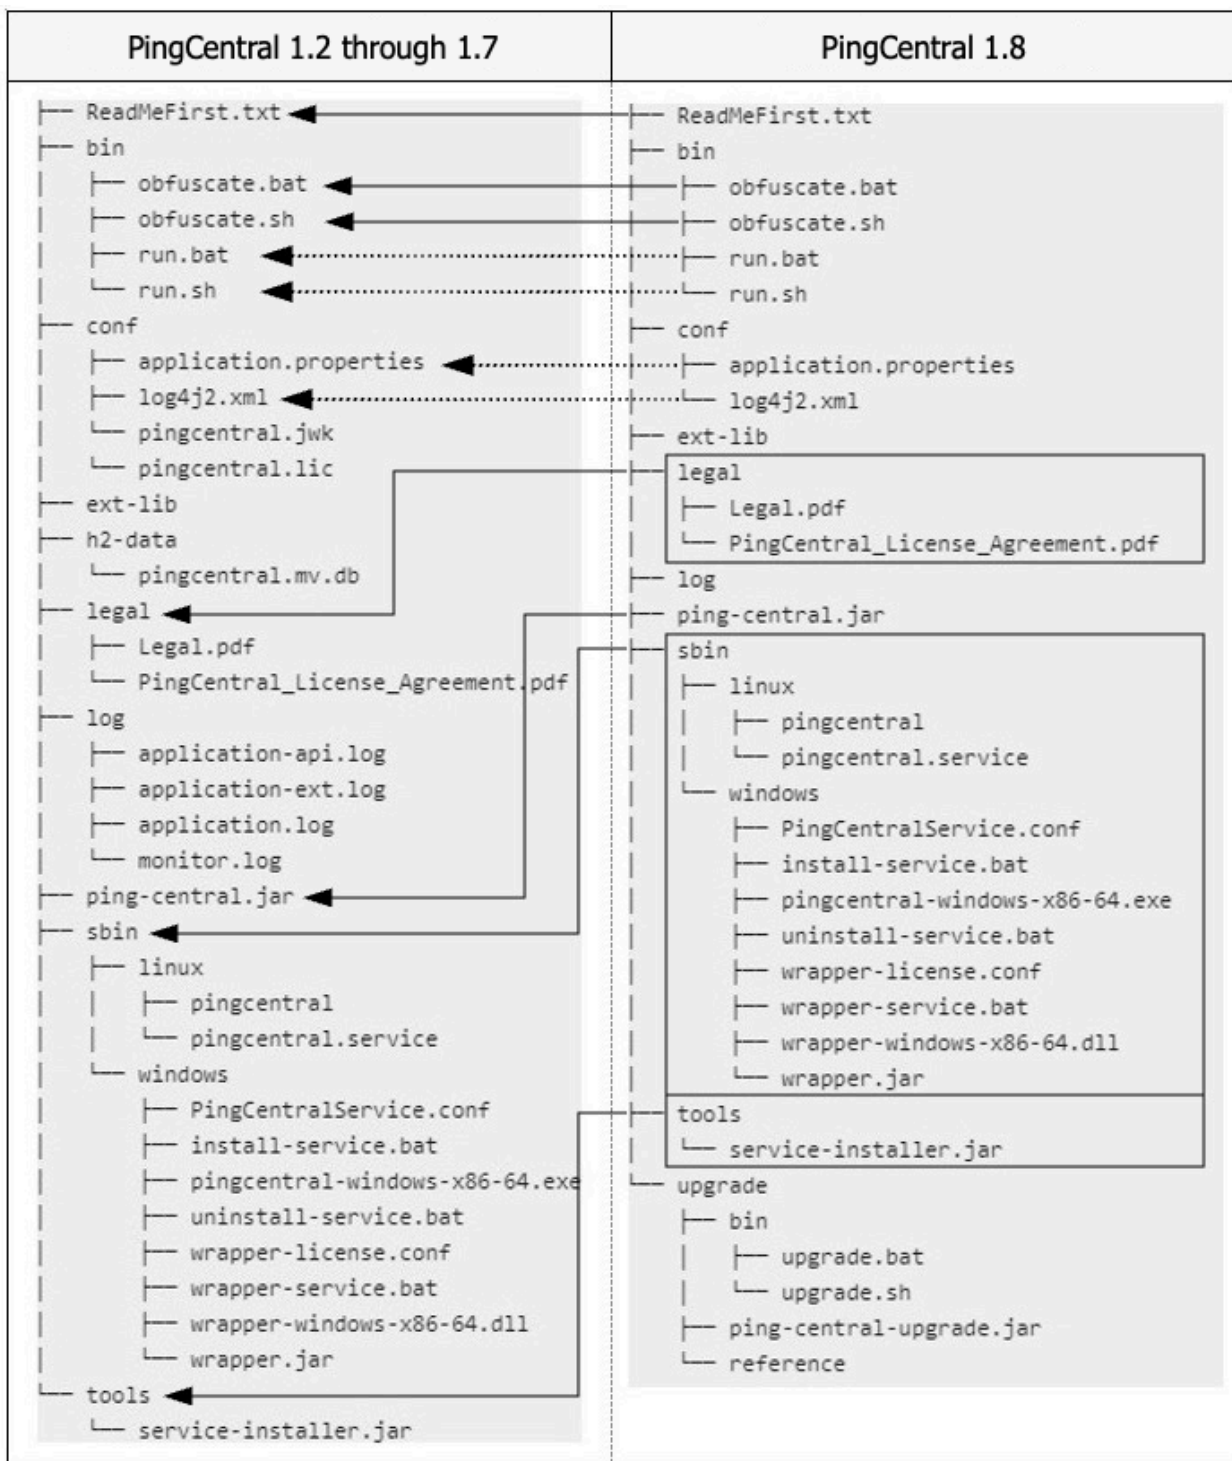 PingCentral 1.2 through 1.7
├── ReadMeFirst.txt
├── bin
│   ├── obfuscate.bat
│   ├── obfuscate.sh
│   ├── run.bat
│   └── run.sh
├── conf
│   ├── application.properties
│   ├── log4j2.xml
│   └── pingcentral.jwk
│   └── pingcentral.lic
├── ext-lib
├── h2-data
│   └── pingcentral.mv.db
├── legal
│   ├── Legal.pdf
│   └── PingCentral_License_Agreement.pdf
├── log
│   ├── application-api.log
│   ├── application-ext.log
│   ├── application.log
│   └── monitor.log
├── ping-central.jar
├── sbin
│   ├── linux
│   │   ├── pingcentral
│   │   └── pingcentral.service
│   └── windows
│       ├── PingCentralService.conf
│       ├── install-service.bat
│       ├── pingcentral-windows-x86-64.exe
│       ├── uninstall-service.bat
│       ├── wrapper-license.conf
│       ├── wrapper-service.bat
│       ├── wrapper-windows-x86-64.dll
│       └── wrapper.jar
└── tools
    └── service-installer.jar
PingCentral 1.8
├── ReadMeFirst.txt
├── bin
│   ├── obfuscate.bat
│   ├── obfuscate.sh
│   ├── run.bat
│   └── run.sh
├── conf
│   ├── application.properties
│   └── log4j2.xml
├── ext-lib
├── legal
│   ├── Legal.pdf
│   └── PingCentral_License_Agreement.pdf
├── log
├── ping-central.jar
├── sbin
│   ├── linux
│   │   ├── pingcentral
│   │   └── pingcentral.service
│   └── windows
│       ├── PingCentralService.conf
│       ├── install-service.bat
│       ├── pingcentral-windows-x86-64.exe
│       ├── uninstall-service.bat
│       ├── wrapper-license.conf
│       ├── wrapper-service.bat
│       ├── wrapper-windows-x86-64.dll
│       └── wrapper.jar
├── tools
│   └── service-installer.jar
└── upgrade
    ├── bin
    │   ├── upgrade.bat
    │   └── upgrade.sh
    ├── ping-central-upgrade.jar
    └── reference